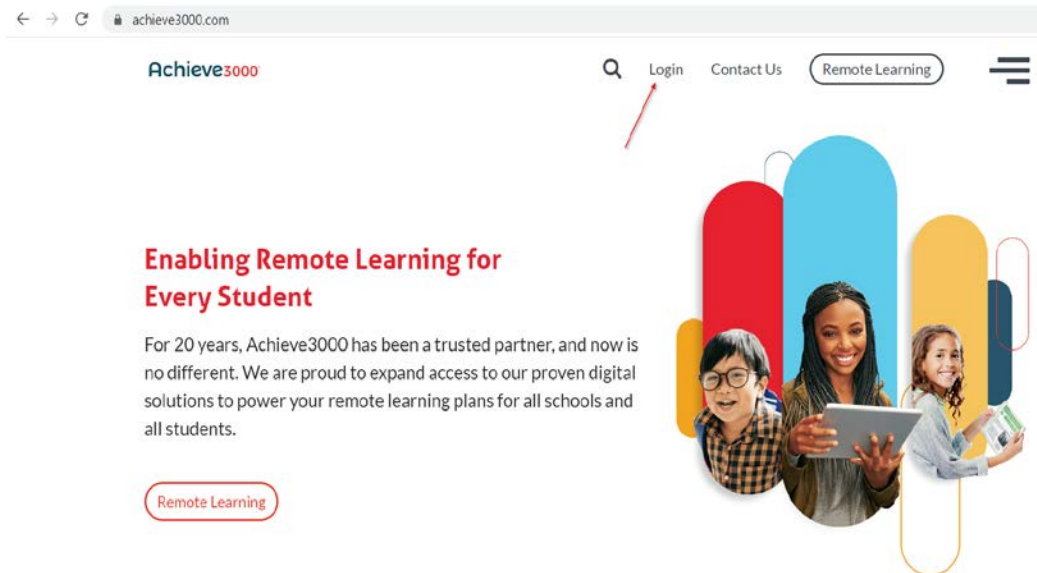 achieve3000.com
Achieve3000
Login
Contact Us
Remote Learning
Enabling Remote Learning for
Every Student
For 20 years, Achieve3000 has been a trusted partner, and now is
no different. We are proud to expand access to our proven digital
solutions to power your remote learning plans for all schools and
all students.
Remote Learning